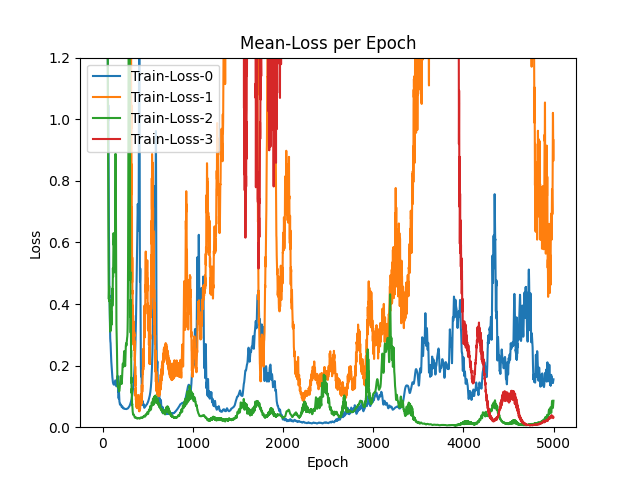 Mean-Loss per Epoch
Train-Loss-0
Train-Loss-1
Train-Loss-2
Train-Loss-3
Loss
1.2
1.0
0.8
0.6
0.4
0.2
0.0
0 1000 2000 3000 4000 5000
Epoch